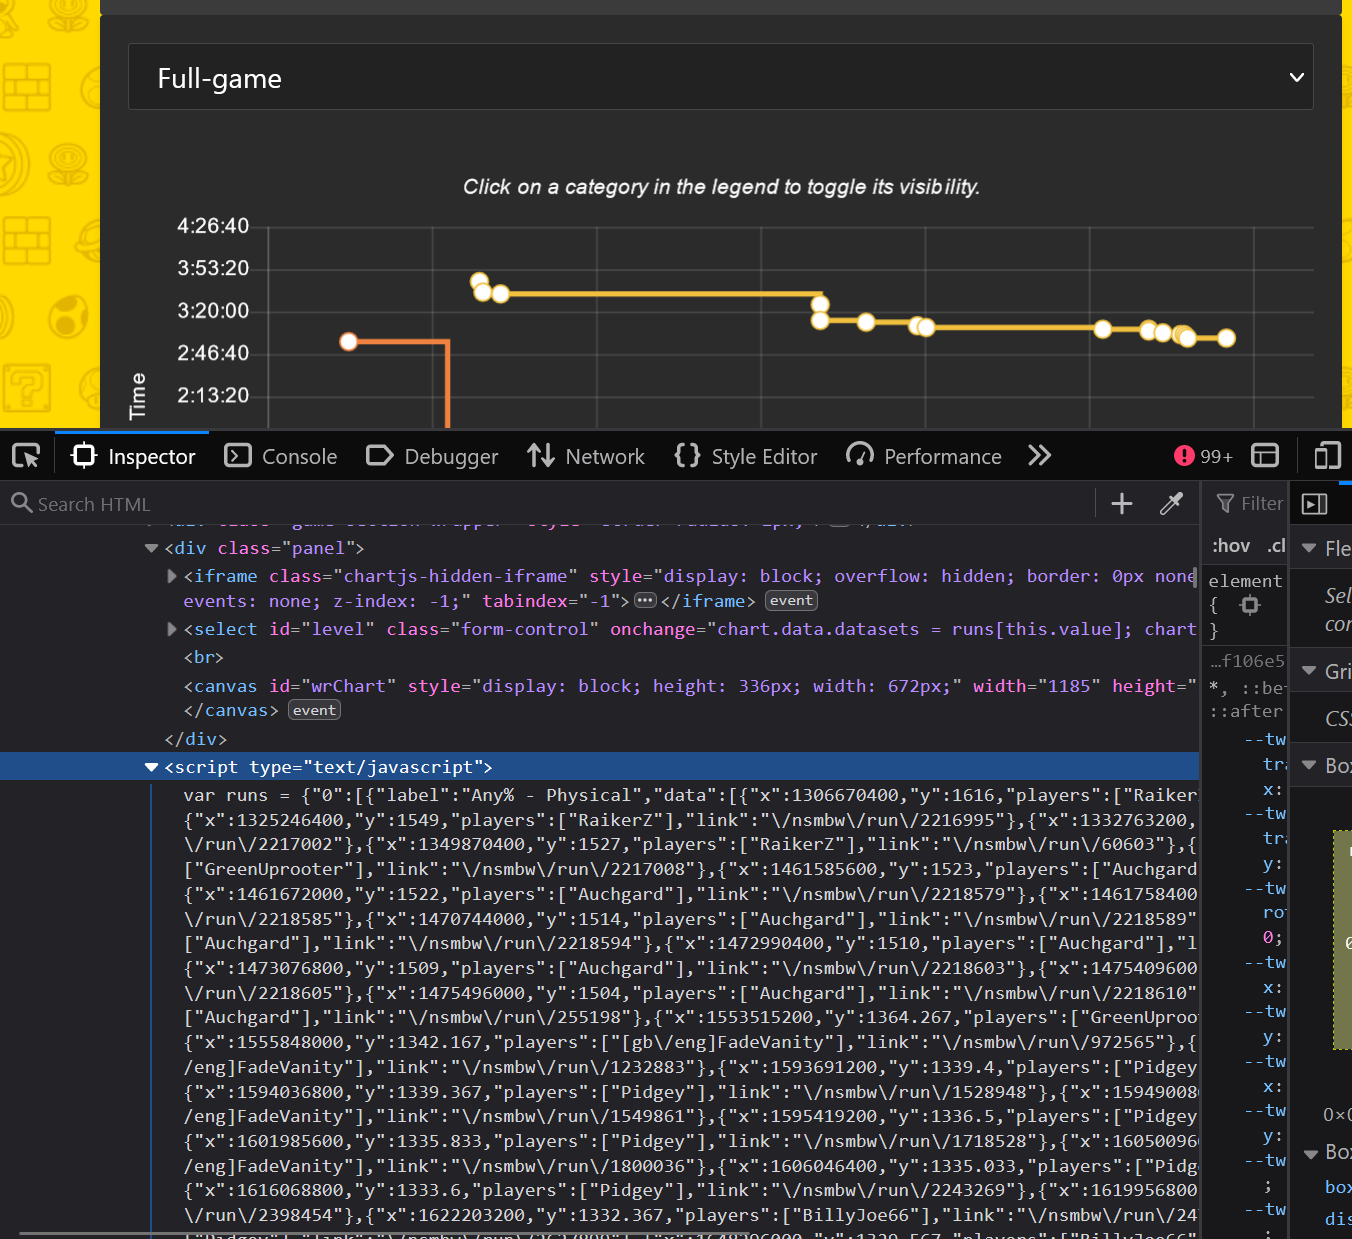 Full-game
Click on a category in the legend to toggle its visibility.
4:26:40
3:53:20
3:20:00
2:46:40
2:13:20
Time
Inspector
Console
Debugger
Network
Style Editor
Performance
99+
Search HTML
Filter
:hov .cl
<div class="panel">
<iframe class="chartjs-hidden-iframe" style="display: block; overflow: hidden; border: 0px none
events: none; z-index: -1;" tabindex="-1"> </iframe> event
<select id="level" class="form-control" onchange="chart.data.datasets = runs[this.value]; chart
<br>
<canvas id="wrChart" style="display: block; height: 336px; width: 672px;" width="1185" height="
</canvas> event
</div>
<script type="text/javascript">
var runs = {"0":[{"label":"Any% - Physical","data":[{"x":1306670400,"y":1616,"players":["Raiker
{"x":1325246400,"y":1549,"players":["RaikerZ"],"link":"\/nsmbw\/run\/2216995"},{"x":1332763200,
\/run\/2217002"},{"x":1349870400,"y":1527,"players":["RaikerZ"],"link":"\/nsmbw\/run\/60603"},{
["GreenUprooter"],"link":"\/nsmbw\/run\/2217008"},{"x":1461585600,"y":1523,"players":["Auchgard
{"x":1461672000,"y":1522,"players":["Auchgard"],"link":"\/nsmbw\/run\/2218579"},{"x":1461758400
\/run\/2218585"},{"x":1470744000,"y":1514,"players":["Auchgard"],"link":"\/nsmbw\/run\/2218589"
["Auchgard"],"link":"\/nsmbw\/run\/2218594"},{"x":1472990400,"y":1510,"players":["Auchgard"],"l
{"x":1473076800,"y":1509,"players":["Auchgard"],"link":"\/nsmbw\/run\/2218603"},{"x":1475409600
\/run\/2218605"},{"x":1475496000,"y":1504,"players":["Auchgard"],"link":"\/nsmbw\/run\/2218610"
["Auchgard"],"link":"\/nsmbw\/run\/255198"},{"x":1553515200,"y":1364.267,"players":["GreenUproo
{"x":1555848000,"y":1342.167,"players":["[gb\/eng]FadeVanity"],"link":"\/nsmbw\/run\/972565"},{
/eng]FadeVanity"],"link":"\/nsmbw\/run\/1232883"},{"x":1593691200,"y":1339.4,"players":["Pidgey
{"x":1594036800,"y":1339.367,"players":["Pidgey"],"link":"\/nsmbw\/run\/1528948"},{"x":15949008
/eng]FadeVanity"],"link":"\/nsmbw\/run\/1549861"},{"x":1595419200,"y":1336.5,"players":["Pidgey
{"x":1601985600,"y":1335.833,"players":["Pidgey"],"link":"\/nsmbw\/run\/1718528"},{"x":16050096
/eng]FadeVanity"],"link":"\/nsmbw\/run\/1800036"},{"x":1606046400,"y":1335.033,"players":["Pidg
{"x":1616068800,"y":1333.6,"players":["Pidgey"],"link":"\/nsmbw\/run\/2243269"},{"x":1619956800
\/run\/2398454"},{"x":1622203200,"y":1332.367,"players":["BillyJoe66"],"link":"\/nsmbw\/run\/24
element
{
}
…f106e5
*, ::be
::after
--tw
tra
x:
--tw
tra
y:
--tw
ro
0;
--tw
x:
--tw
y:
--tw
x:
--tw
y:
--tw
;
--tw
;
Fle
Sel
cor
Gri
CSS
Box
0×0
Box
box
dis